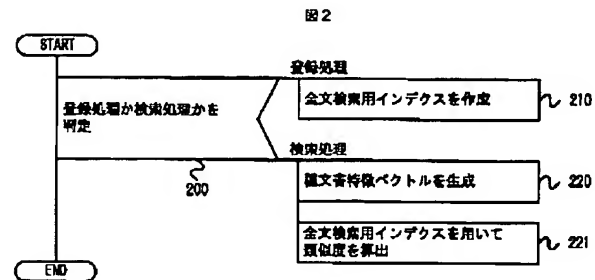 図2
START
登録処理
登録処理か検索処理かを
判定
全文検索用インデクスを作成
210
検索処理
200
種文書特徴ベクトルを生成
220
全文検索用インデクスを用いて
類似度を算出
221
END